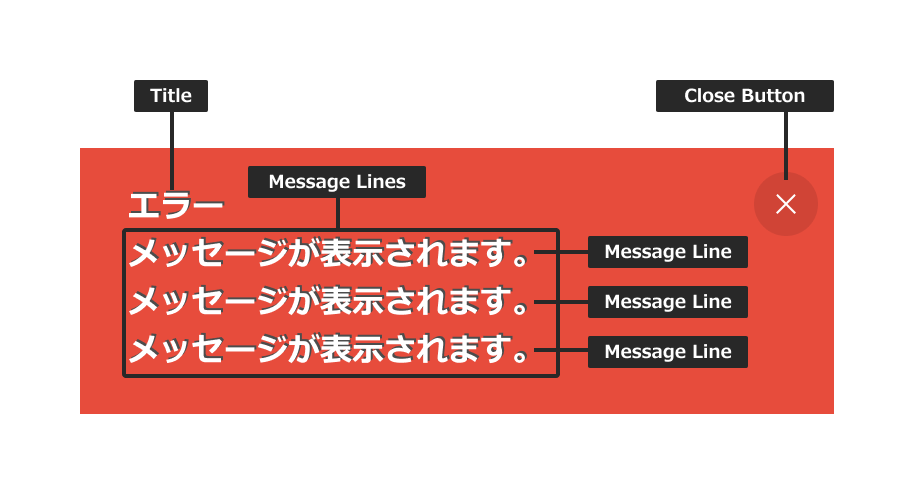 Title
Close Button
Message Lines
エラー
メッセージが表示されます。
Message Line
メッセージが表示されます。
Message Line
メッセージが表示されます。
Message Line